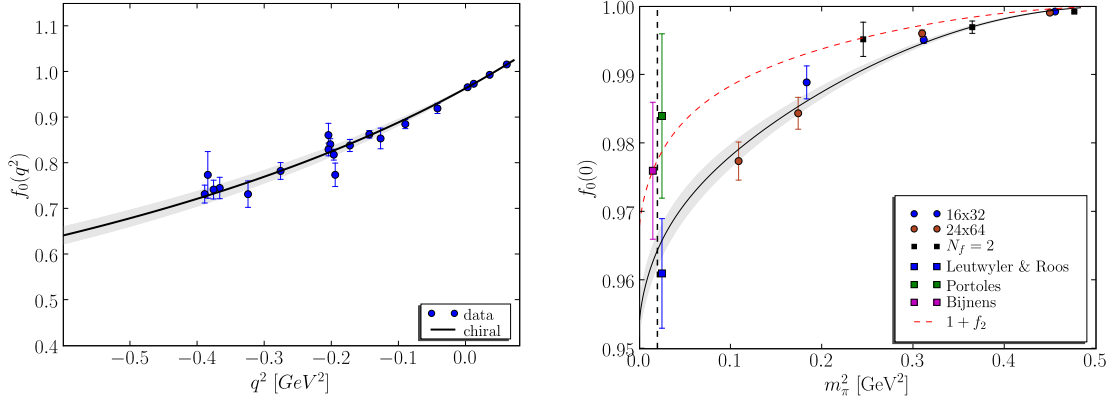 1.1
1.0
0.9
0.8
0.7
0.6
0.5
0.4
f₀(q²)
−0.5
−0.4
−0.3
−0.2
−0.1
0.0
q² [GeV²]
data
chiral
1.00
0.99
0.98
0.97
0.96
0.95
f₀(0)
0.0
0.1
0.2
0.3
0.4
0.5
m²_π [GeV²]
16x32
24x64
N_f = 2
Leutwyler & Roos
Portoles
Bijnens
1 + f₂